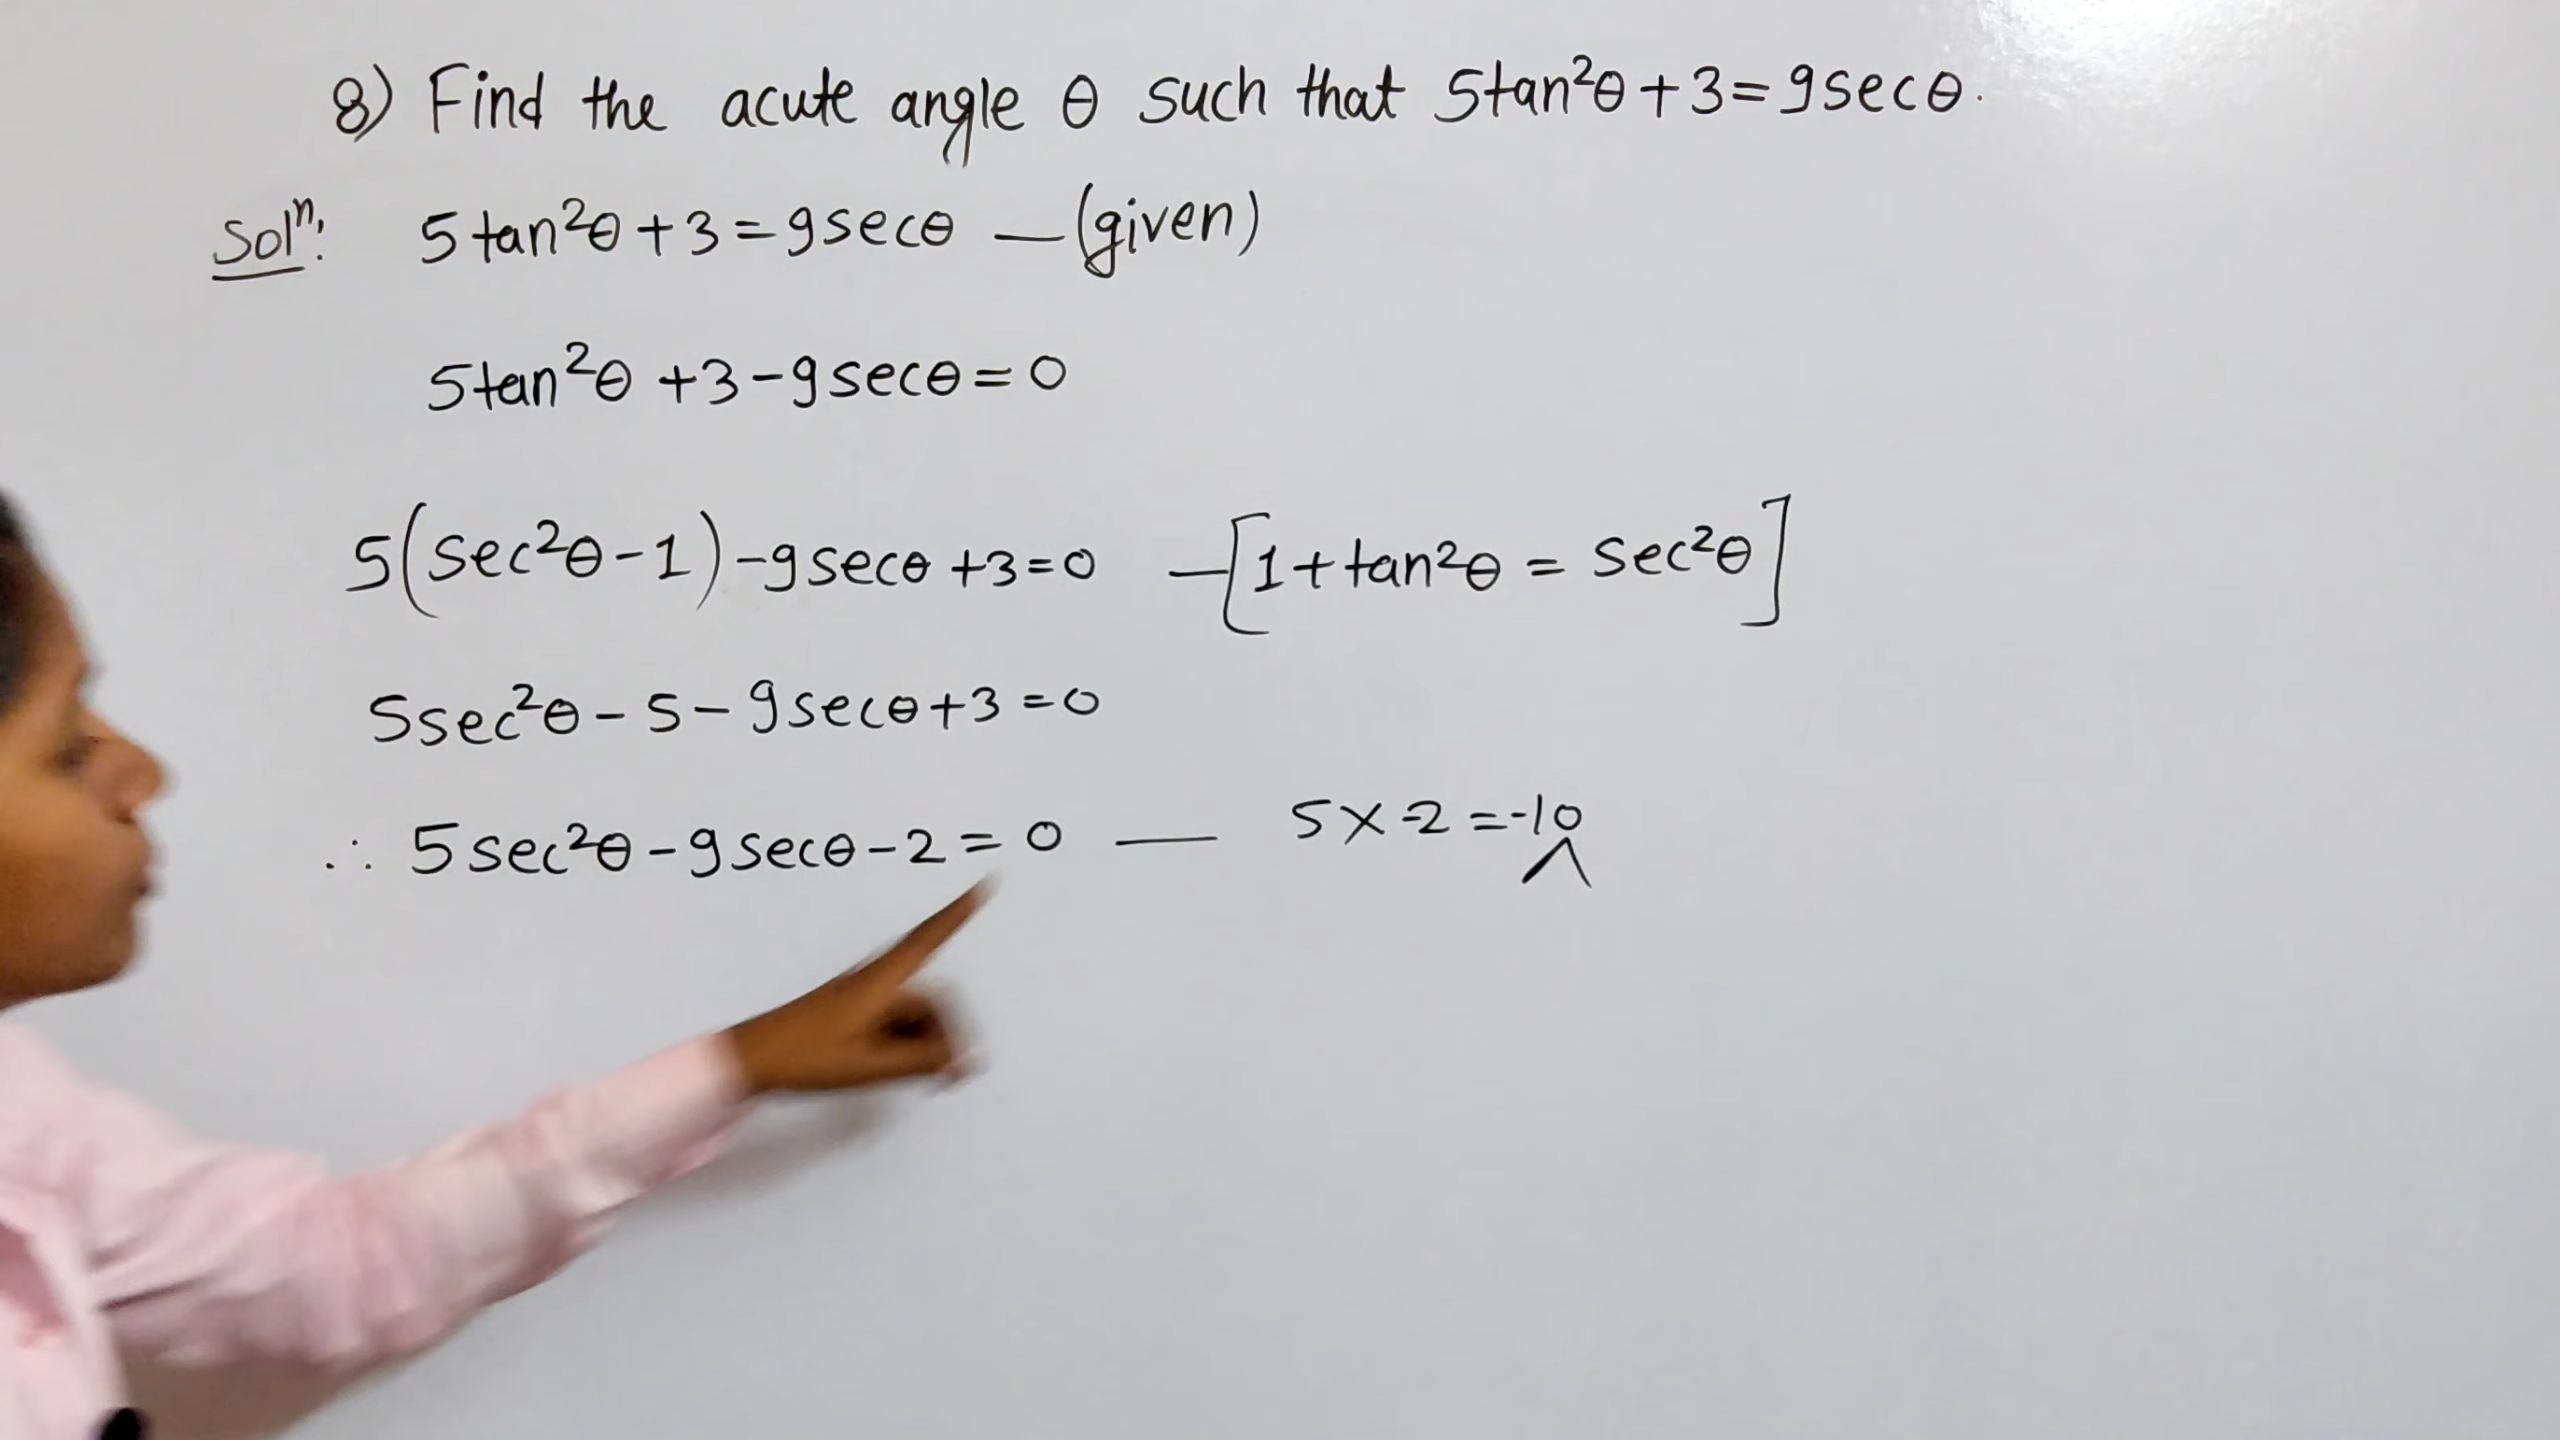 8) Find the acute angle θ such that 5tan²θ+3=9secθ.
Solⁿ: 5tan²θ+3=9secθ —(given)
5tan²θ+3-9secθ=0
5(sec²θ-1)-9secθ+3=0 —[1+tan²θ=sec²θ]
5sec²θ-5-9secθ+3=0
∴ 5sec²θ-9secθ-2=0 — 5×-2=-10